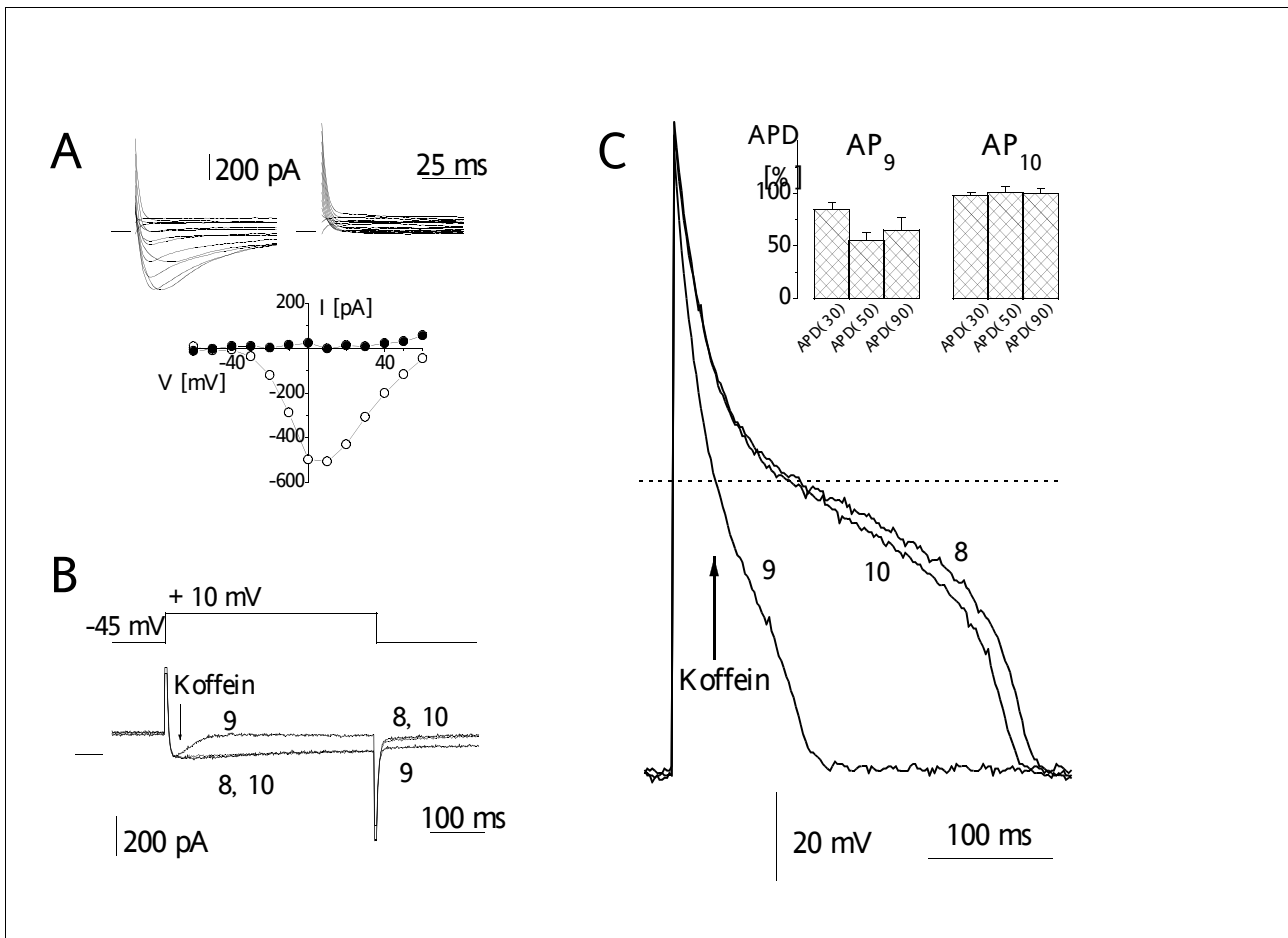 A
200 pA
25 ms
200
I [pA]
-40
40
V [mV]
-200
-400
-600
B
+ 10 mV
-45 mV
Koffein
9
8, 10
8, 10
9
100 ms
200 pA
C
APD
[%]
AP9
AP10
100
50
0
APD(30)
APD(50)
APD(90)
APD(30)
APD(50)
APD(90)
8
9
10
Koffein
20 mV
100 ms